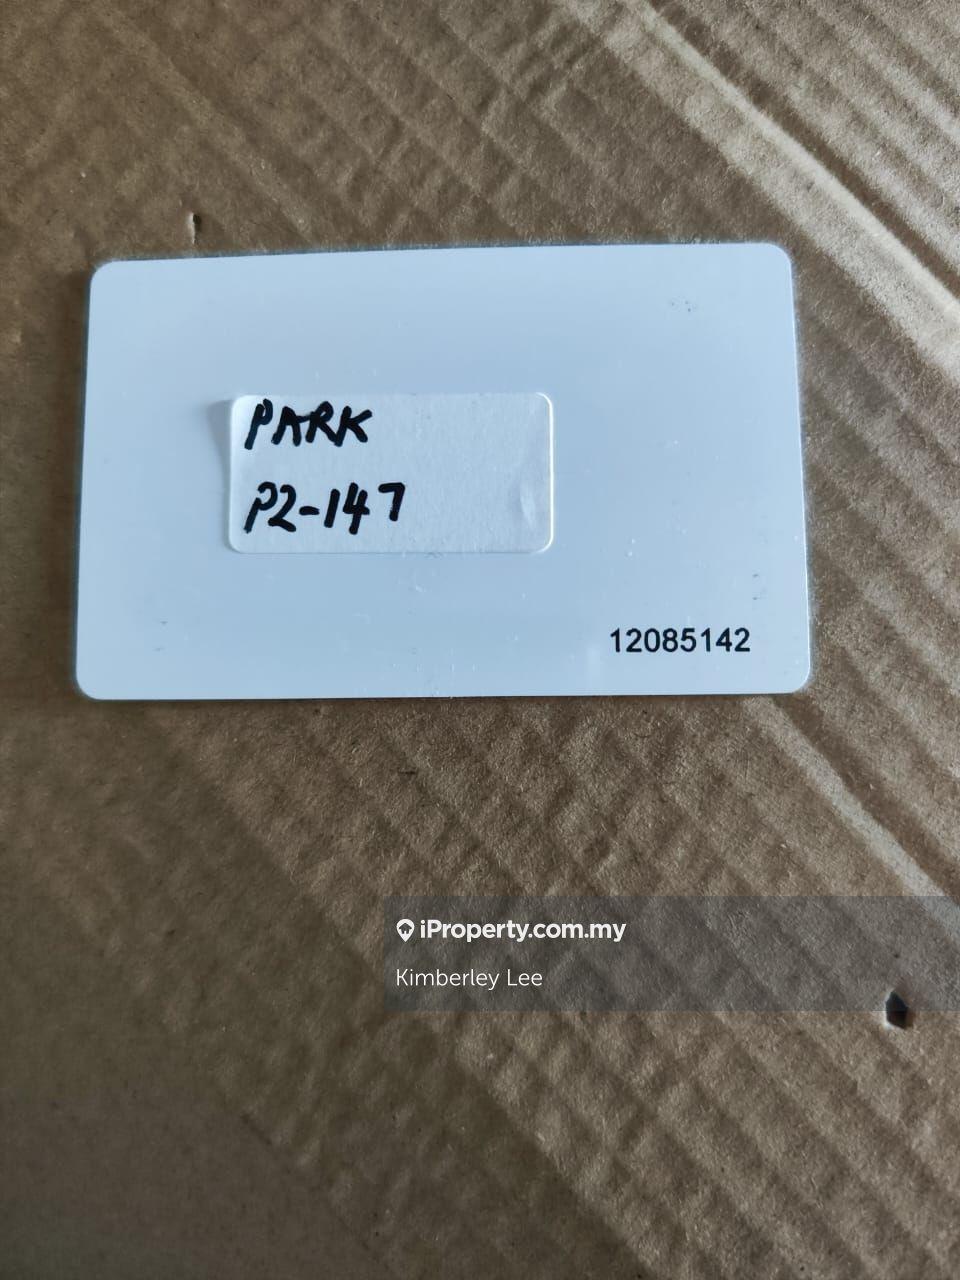 PARK
P2-147
12085142
iProperty.com.my
Kimberley Lee